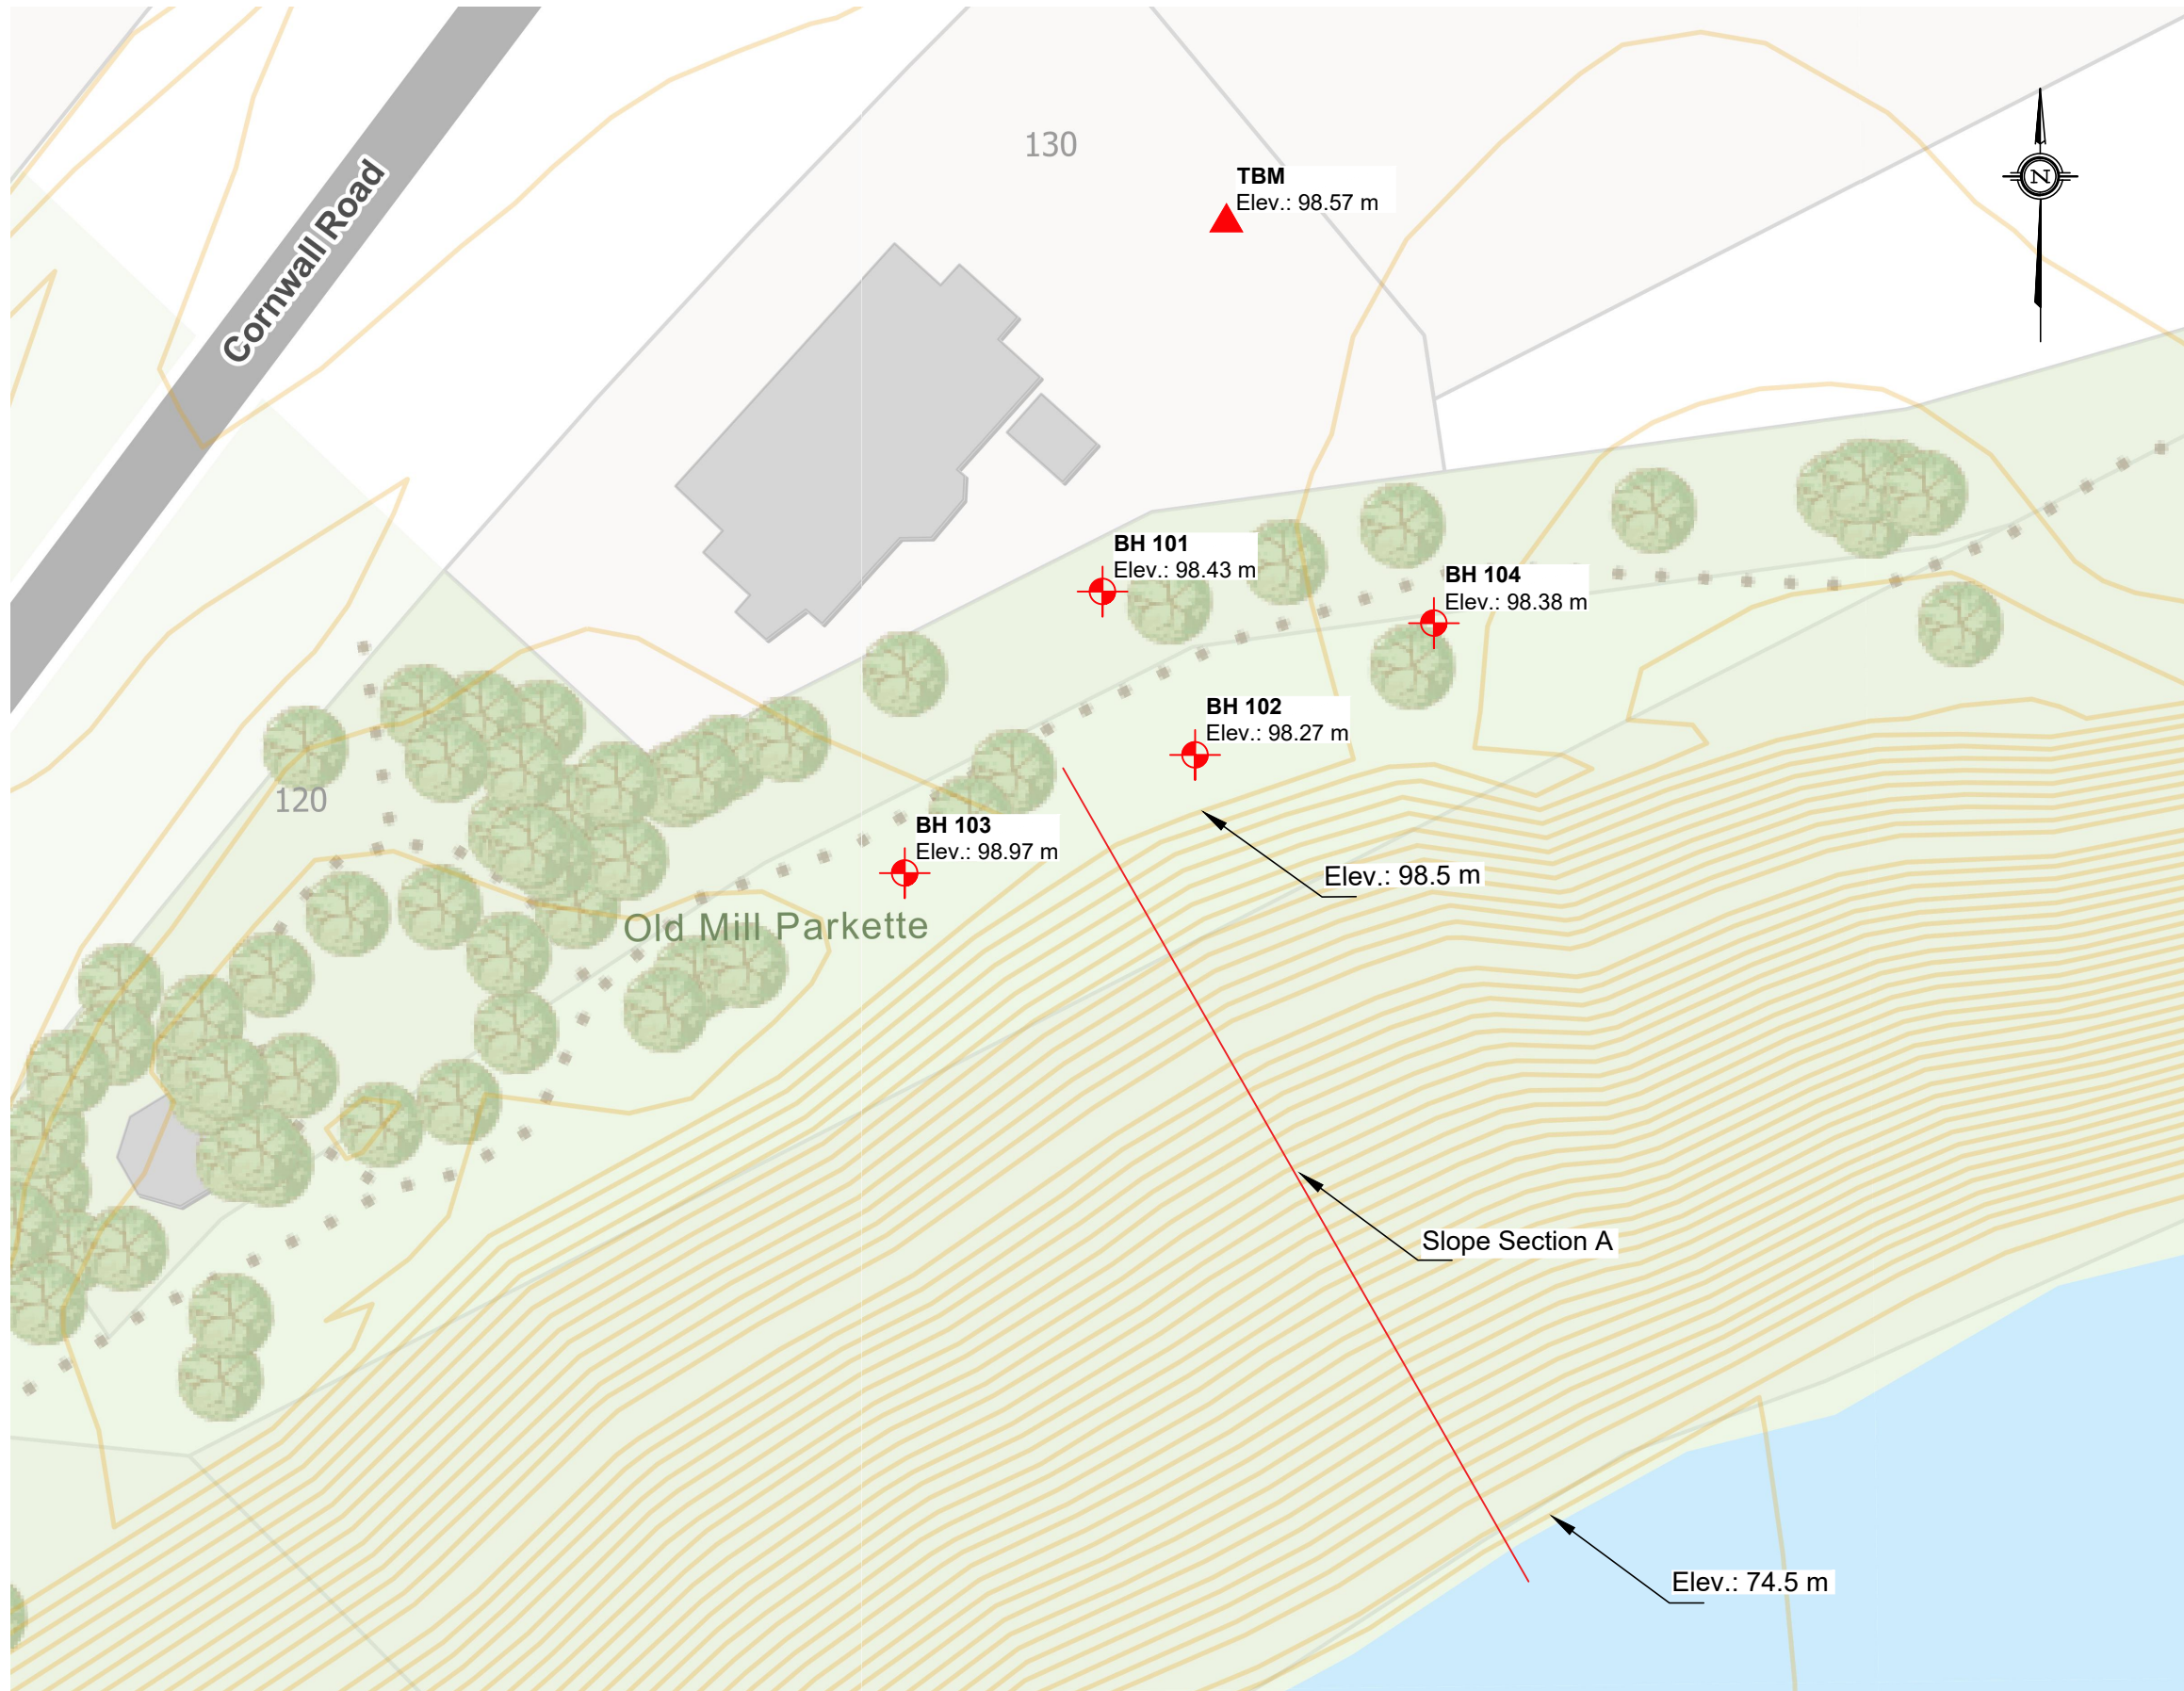 130
TBM
Elev.: 98.57 m
N
Cornwall Road
BH 101
Elev.: 98.43 m
BH 104
Elev.: 98.38 m
BH 102
Elev.: 98.27 m
120
BH 103
Elev.: 98.97 m
Elev.: 98.5 m
Old Mill Parkette
Slope Section A
Elev.: 74.5 m